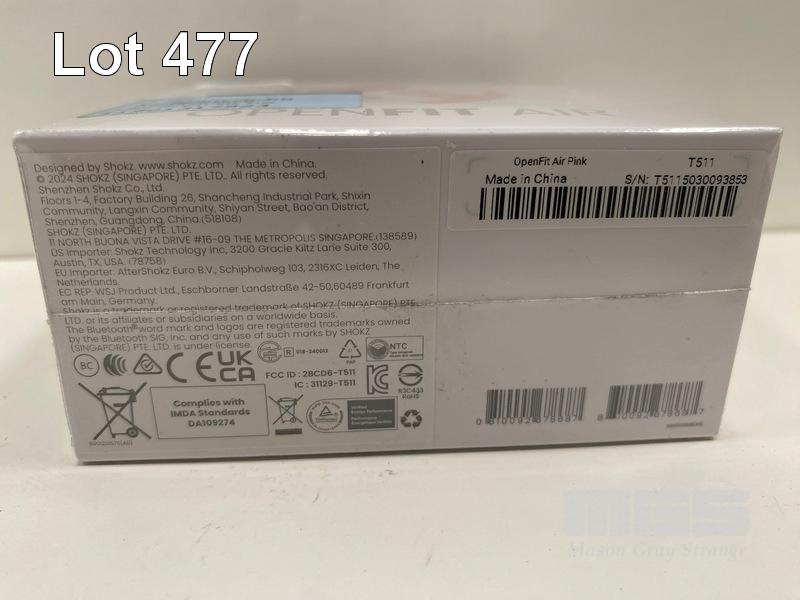 Lot 477
OPENFIT AIR
Designed by Shokz. www.shokz.com Made in China.
© 2024 SHOKZ (SINGAPORE) PTE. LTD. All rights reserved.
Shenzhen Shokz Co., Ltd.
Floors 1-4, Factory Building 26, Shancheng Industrial Park, Shixin
Community, Langxin Community, Shiyan Street, Bao'an District,
Shenzhen, Guangdong, China.(518108)
SHOKZ (SINGAPORE) PTE. LTD.
11 NORTH BUONA VISTA DRIVE #16-09 THE METROPOLIS SINGAPORE.(138589)
US Importer: Shokz Technology Inc, 3200 Gracie Kiltz Lane Suite 300,
Austin, TX, USA. (78758)
EU Importer: AfterShokz Euro B.V., Schipholweg 103, 2316XC Leiden, The
Netherlands.
EC REP: WSJ Product Ltd., Eschborner Landstraße 42-50,60489 Frankfurt
am Main, Germany.
Shokz is a trademark or registered trademark of SHOKZ (SINGAPORE) PTE.
LTD. or its affiliates or subsidiaries on a worldwide basis.
The Bluetooth® word mark and logos are registered trademarks owned
by the Bluetooth SIG, Inc. and any use of such marks by SHOKZ
(SINGAPORE) PTE. LTD. is under license.
BC
CE UK CA
R 018-240013
PAP
NTC
FCC ID : 2BCD6-T511
IC : 31129-T511
R3C433
RoHS
Complies with
IMDA Standards
DA109274
OpenFit Air Pink T511
Made in China S/N: T5115030093853
MGS
Mason Gray Strange